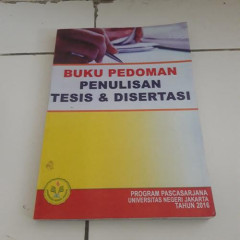 BUKU PEDOMAN
PENULISAN
TESIS & DISERTASI
PROGRAM PASCASARJANA
UNIVERSITAS NEGERI JAKARTA
TAHUN 2016